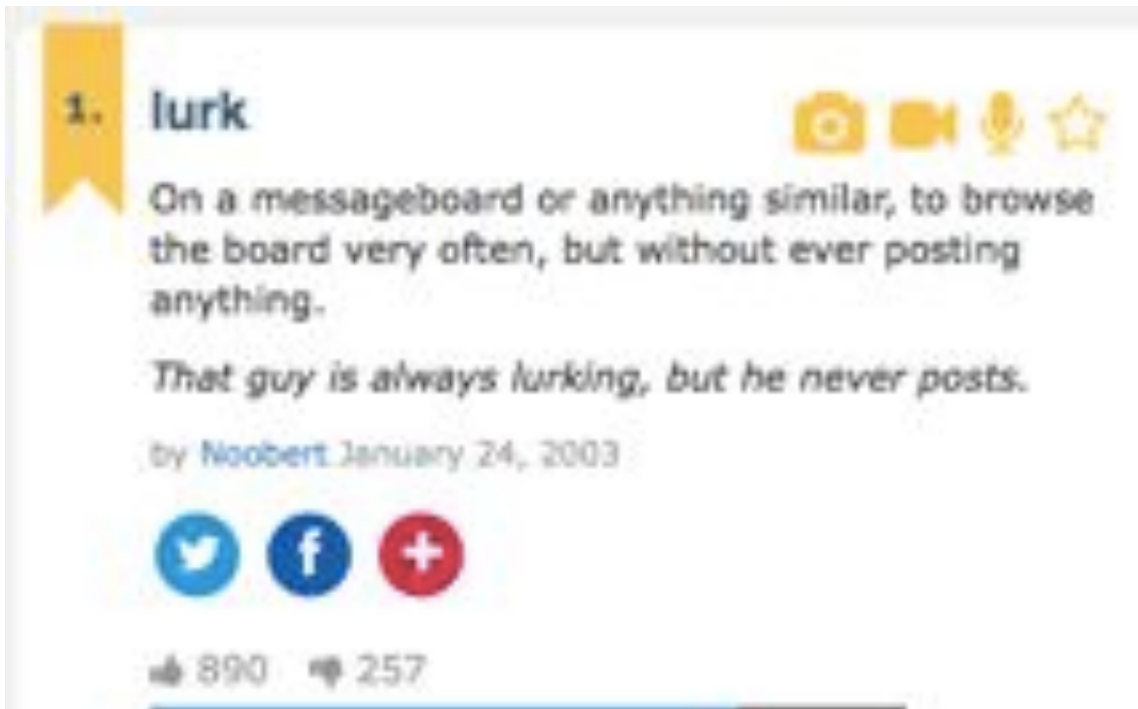 1. lurk
On a messageboard or anything similar, to browse
the board very often, but without ever posting
anything.
That guy is always lurking, but he never posts.
by Noobert January 24, 2003
890 257